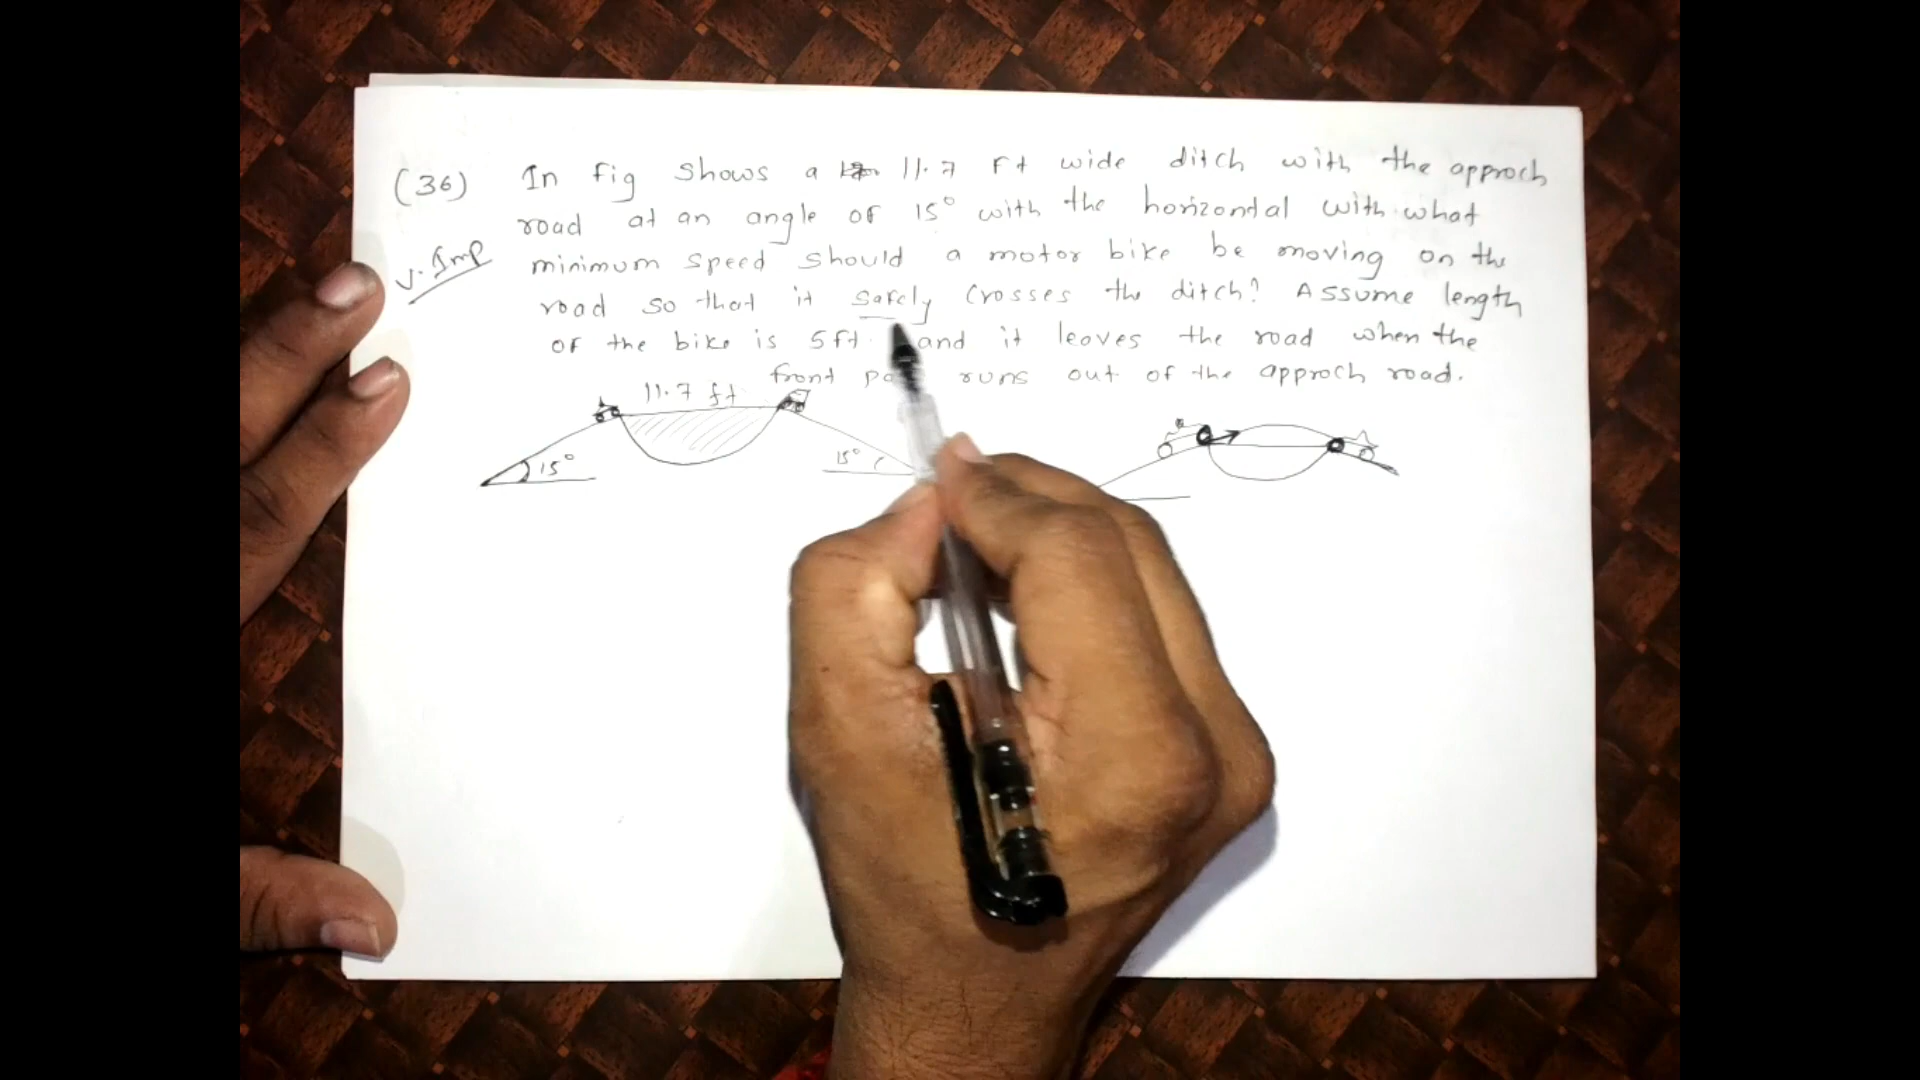 (36) In fig shows a 11.7 Ft wide ditch with the approch
road at an angle of 15° with the horizontal with what
V. Imp
minimum speed should a motor bike be moving on the
road so that it safely crosses the ditch? Assume length
of the bike is 5ft. and it leaves the road when the
front runs out of the approch road.
11.7 ft
15°
15°